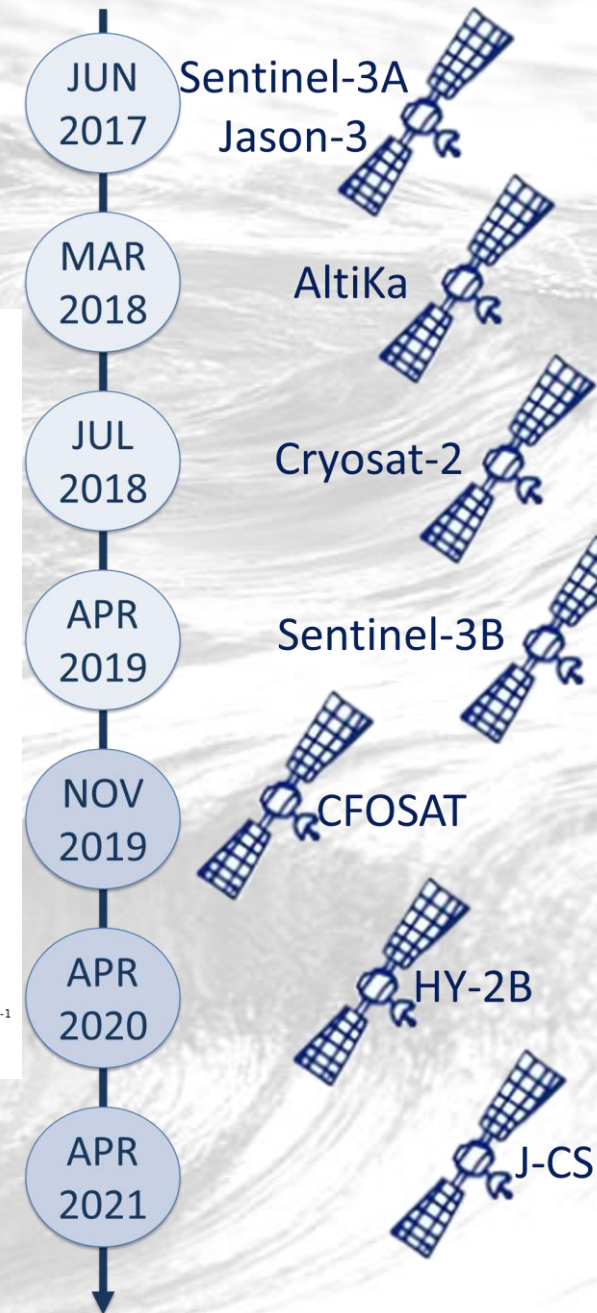 JUN
2017
Sentinel-3A
Jason-3
MAR
2018
AltiKa
JUL
2018
Cryosat-2
APR
2019
Sentinel-3B
NOV
2019
CFOSAT
APR
2020
HY-2B
-1
APR
2021
J-CS